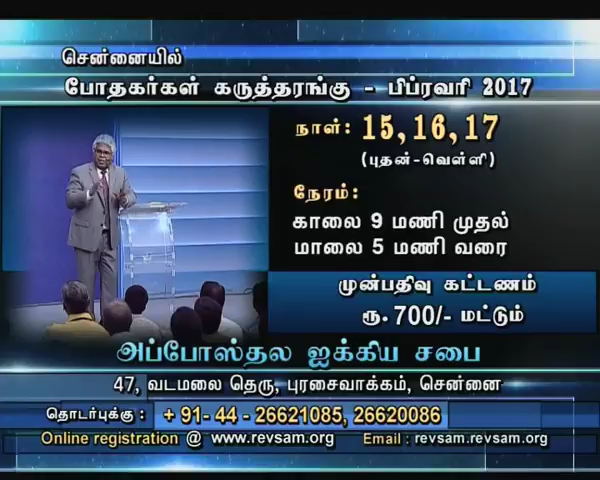 சென்னையில்
போதகர்கள் கருத்தரங்கு - பிப்ரவரி 2017
நாள்: 15, 16, 17
(புதன்-வெள்ளி)
நேரம்:
காலை 9 மணி முதல்
மாலை 5 மணி வரை
முன்பதிவு கட்டணம்
ரூ. 700/- மட்டும்
அப்போஸ்தல ஐக்கிய சபை
47, வடமலை தெரு, புரசைவாக்கம், சென்னை
தொடர்புக்கு : + 91- 44 - 26621085, 26620086
Online registration @ www.revsam.org Email : revsam.revsam.org